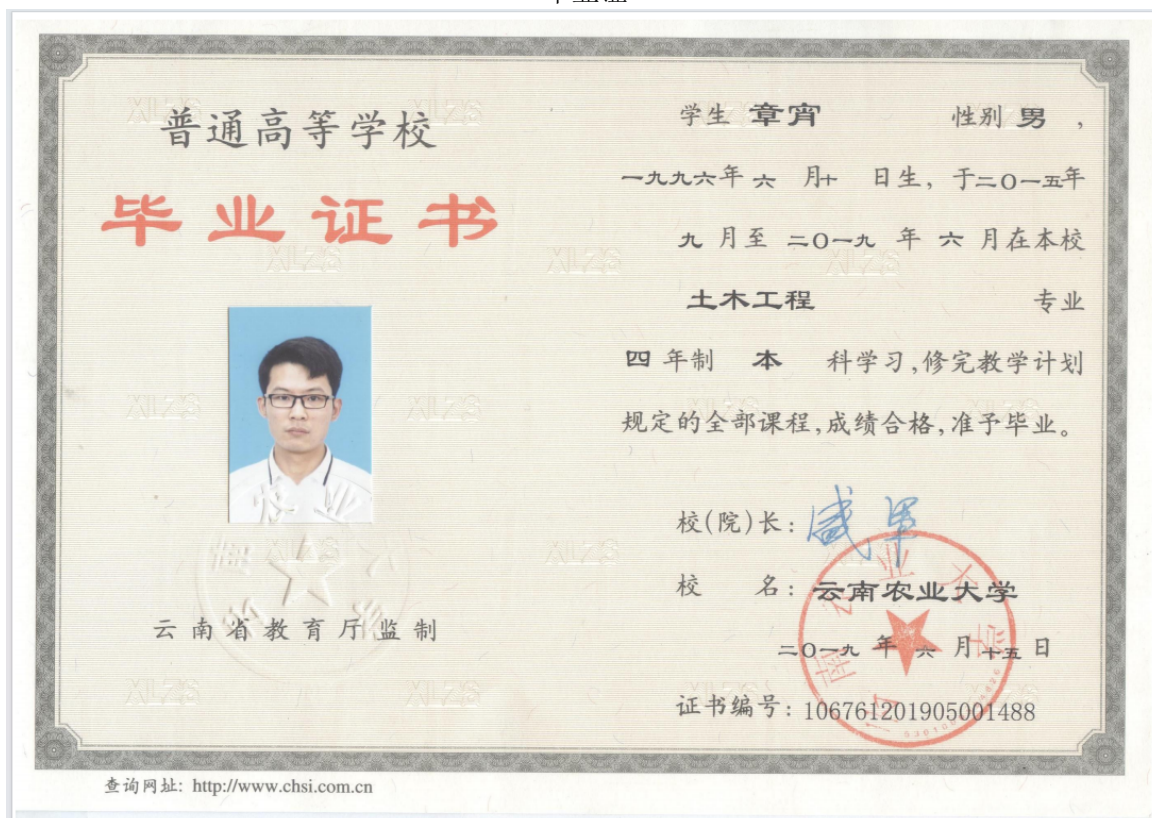 普通高等学校
毕业证书
云南省教育厅监制
学生 章宵 性别 男 ,
一九九六年 六 月十 日生, 于二〇一五年
九 月至 二〇一九 年 六 月在本校
土木工程 专业
四 年制 本 科学习,修完教学计划
规定的全部课程,成绩合格,准予毕业。
校(院)长: 盛军
校 名: 云南农业大学
二〇一九 年 六 月 十五 日
证书编号: 106761201905001488
查询网址: http://www.chsi.com.cn
XLZS